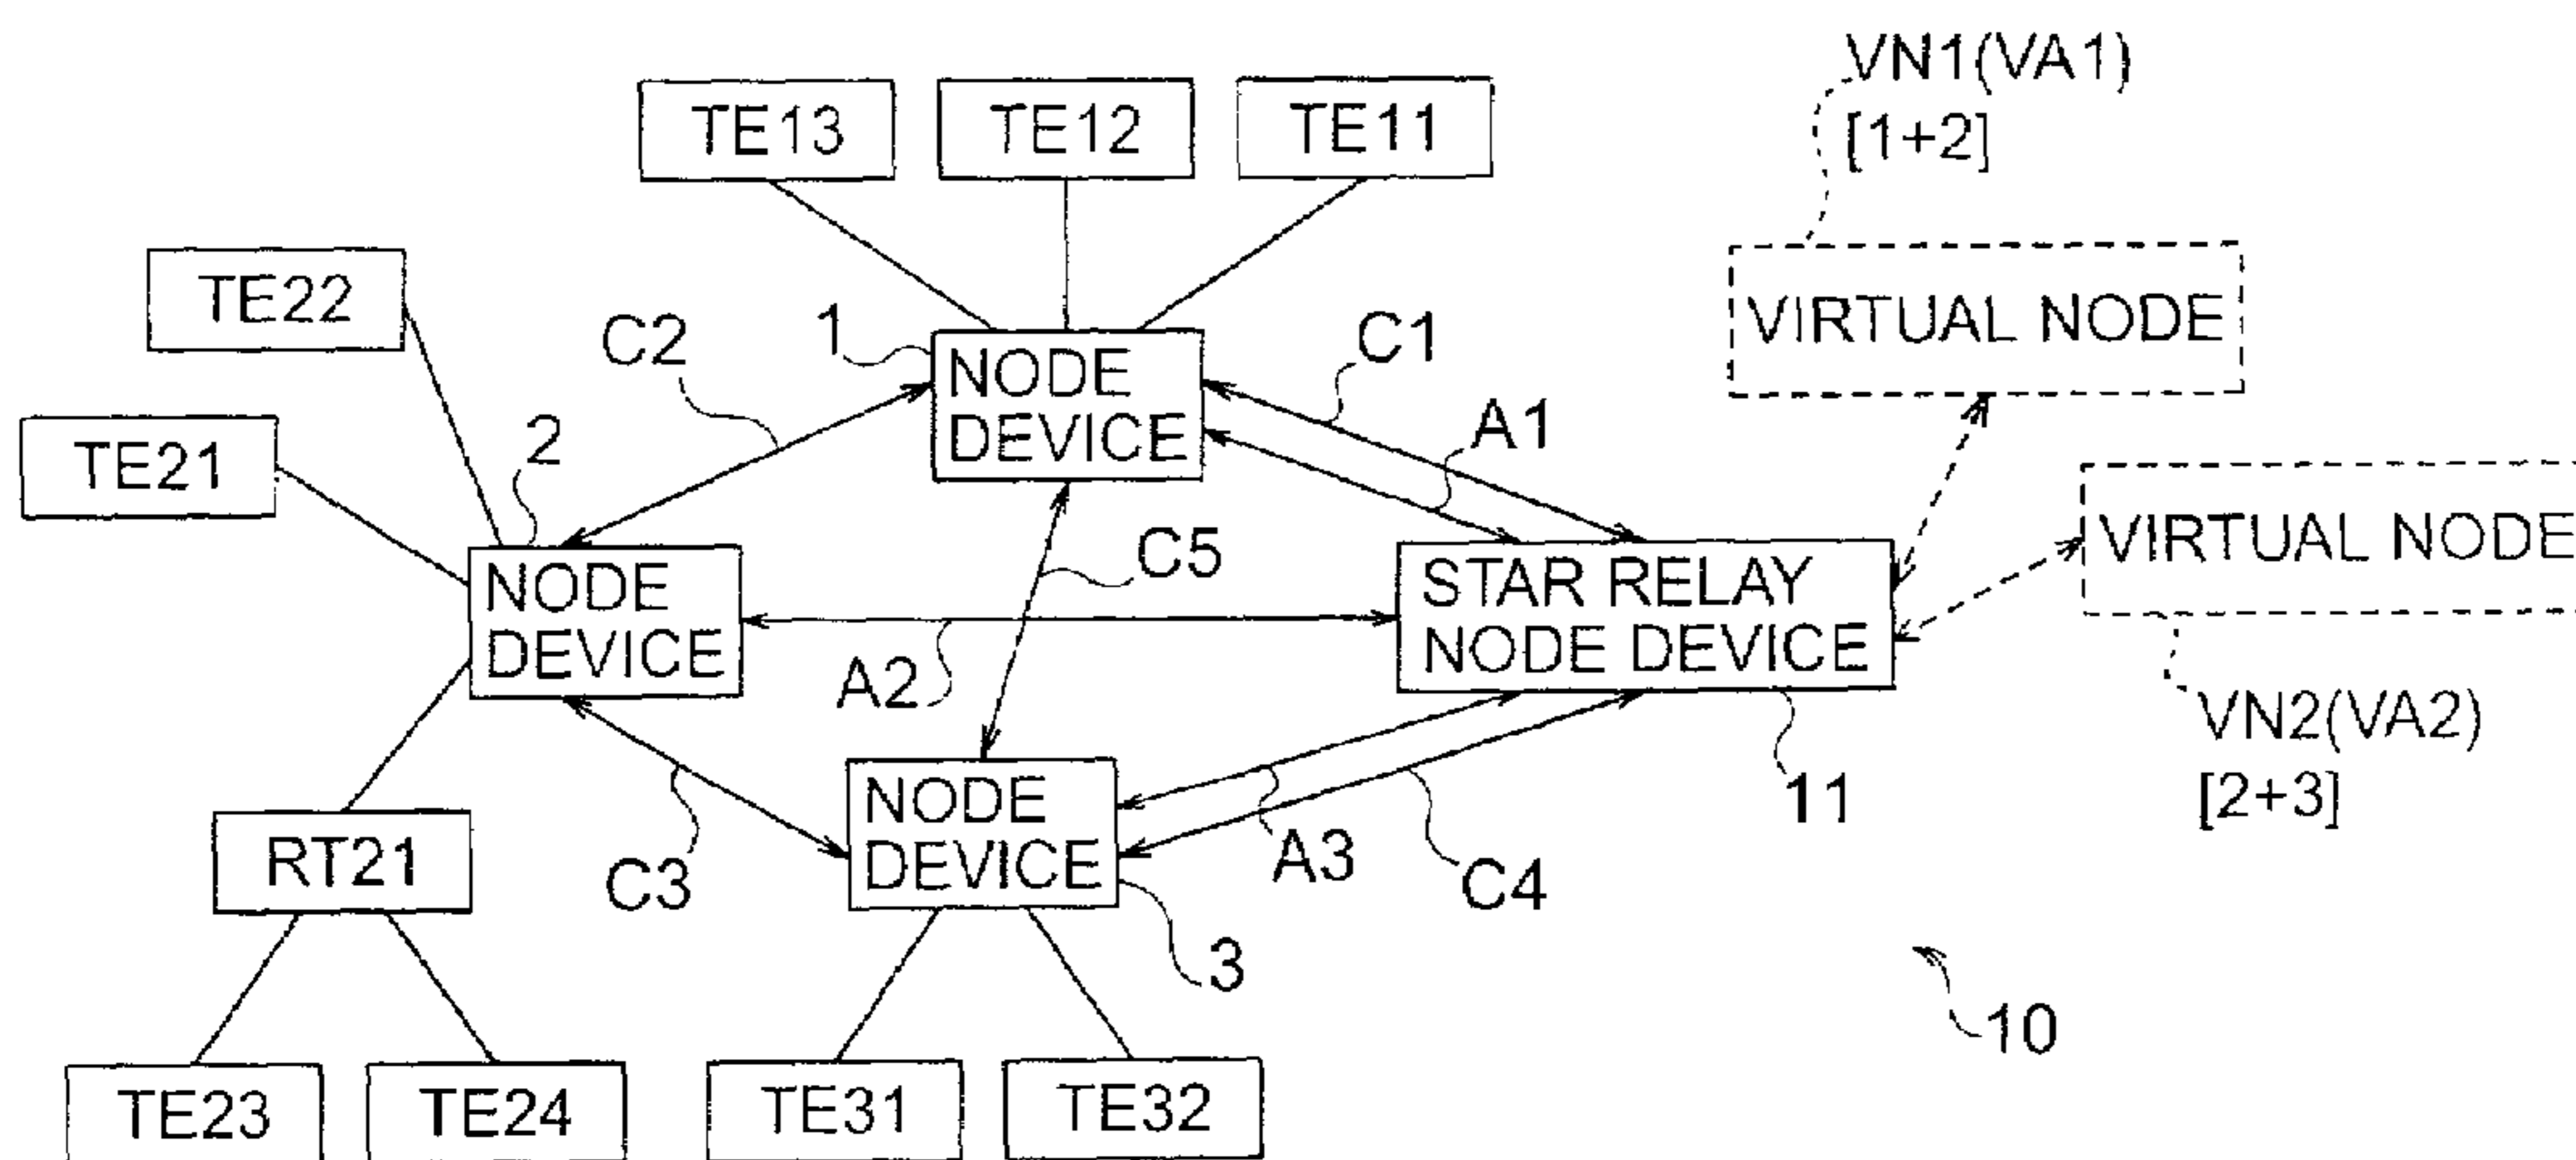 VN1(VA1)
[1+2]
TE13
TE12
TE11
TE22
C2
1
C1
VIRTUAL NODE
NODE
DEVICE
A1
TE21
2
C5
VIRTUAL NODE
NODE
DEVICE
STAR RELAY
NODE DEVICE
A2
VN2(VA2)
[2+3]
11
NODE
DEVICE
A3
C4
C3
RT21
3
10
TE23
TE24
TE31
TE32